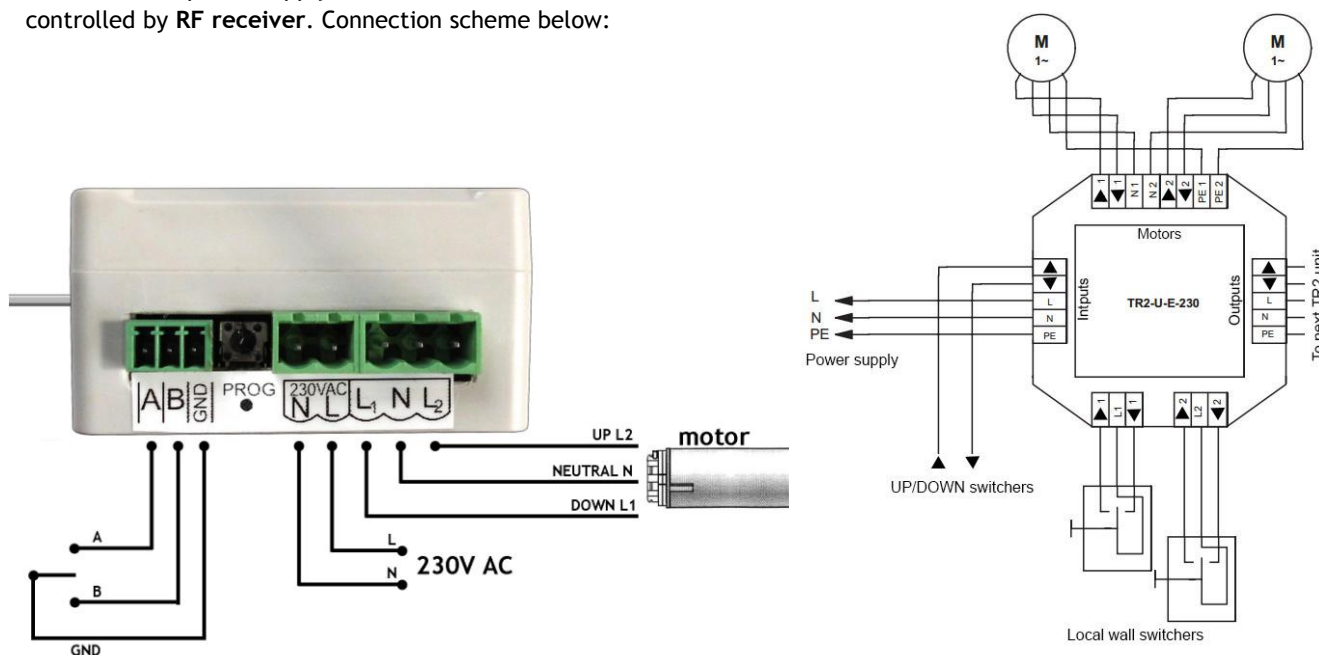 controlled by RF receiver. Connection scheme below:
A
B
GND
PROG
230VAC
N
L
L1
N
L2
UP L2
motor
NEUTRAL N
DOWN L1
A
L
230V AC
N
B
GND
M
1~
M
1~
1
1
N 1
N 2
2
2
PE 1
PE 2
Motors
L
N
PE
Power supply
L
N
PE
Intputs
TR2-U-E-230
Outputs
L
N
PE
To next TR2 unit
UP/DOWN switchers
1
L1
1
2
L2
2
Local wall switchers